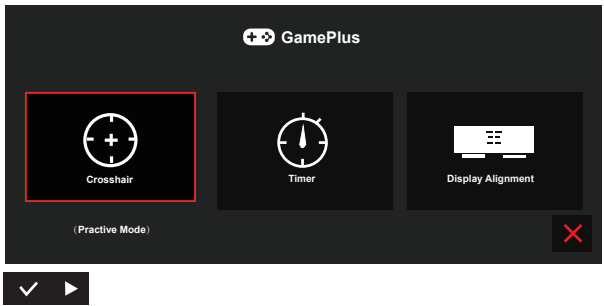 GamePlus
Crosshair
Timer
Display Alignment
（Practive Mode）